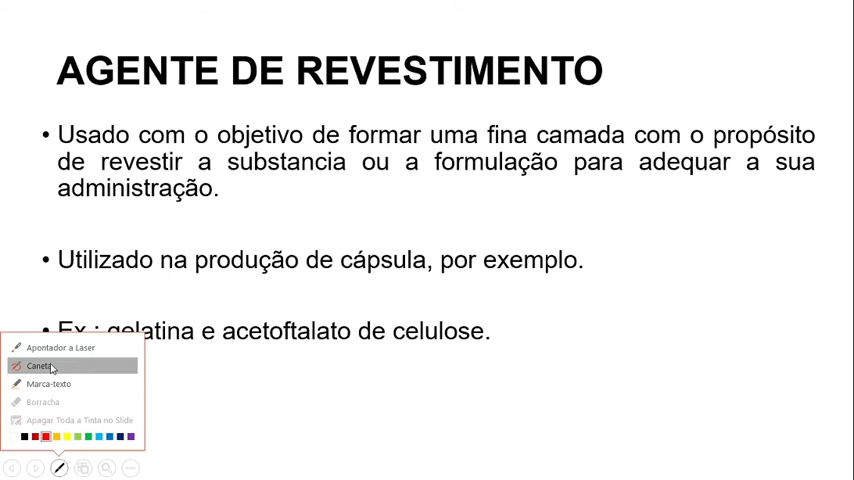 AGENTE DE REVESTIMENTO
• Usado com o objetivo de formar uma fina camada com o propósito
de revestir a substancia ou a formulação para adequar a sua
administração.
• Utilizado na produção de cápsula, por exemplo.
• Ex.: gelatina e acetoftalato de celulose.
Apontador a Laser
Caneta
Marca-texto
Borracha
Apagar Toda a Tinta no Slide